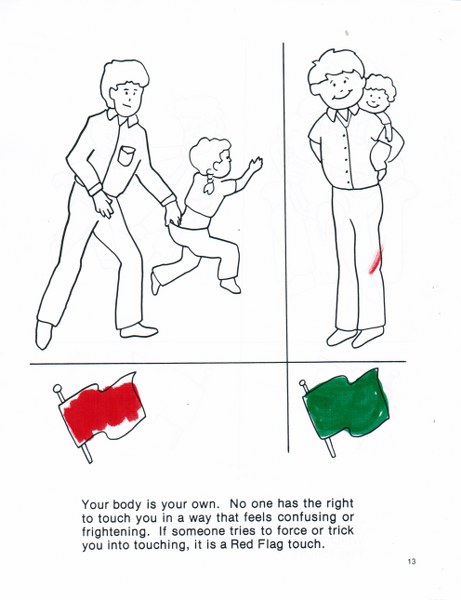 Your body is your own. No one has the right
to touch you in a way that feels confusing or
frightening. If someone tries to force or trick
you into touching, it is a Red Flag touch.
13